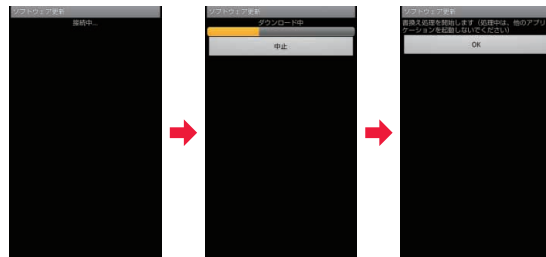 ソフトウェア更新
接続中...
ソフトウェア更新
ダウンロード中
中止
ソフトウェア更新
書換え処理を開始します（処理中は、他のアプリ
ケーションを起動しないでください）
OK